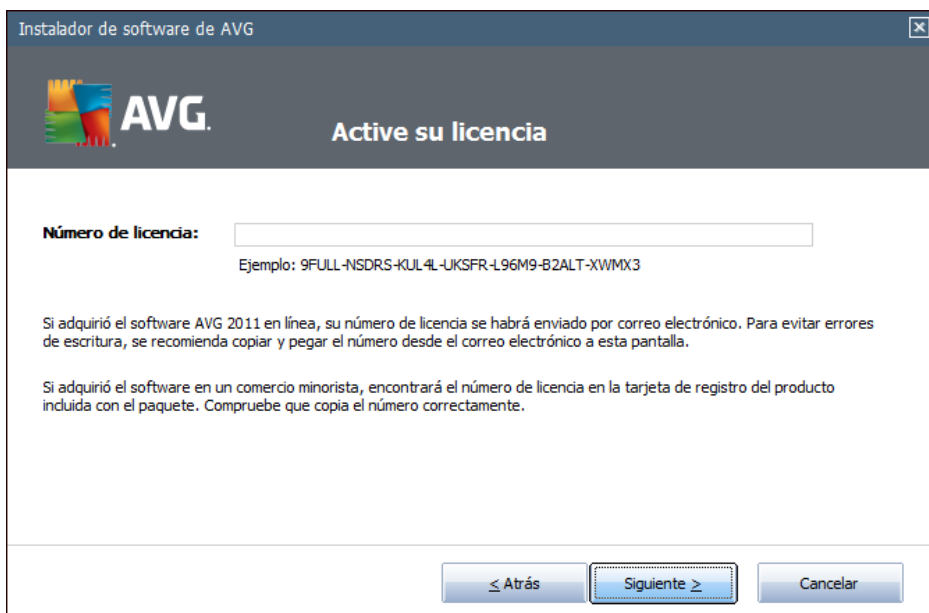 Instalador de software de AVG
AVG.
Active su licencia
Número de licencia:
Ejemplo: 9FULL-NSDRS-KUL4L-UKSFR-L96M9-B2ALT-XWMX3
Si adquirió el software AVG 2011 en línea, su número de licencia se habrá enviado por correo electrónico. Para evitar errores
de escritura, se recomienda copiar y pegar el número desde el correo electrónico a esta pantalla.
Si adquirió el software en un comercio minorista, encontrará el número de licencia en la tarjeta de registro del producto
incluida con el paquete. Compruebe que copia el número correctamente.
< Atrás
Siguiente >
Cancelar